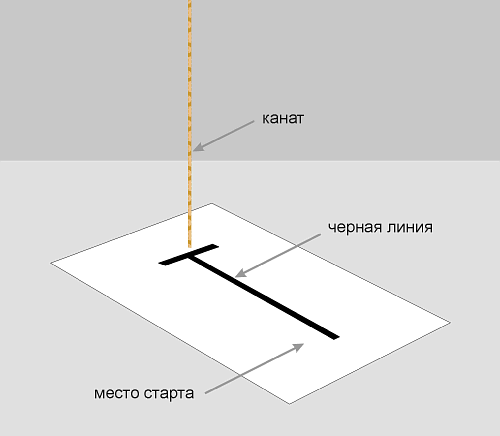 канат
черная линия
место старта